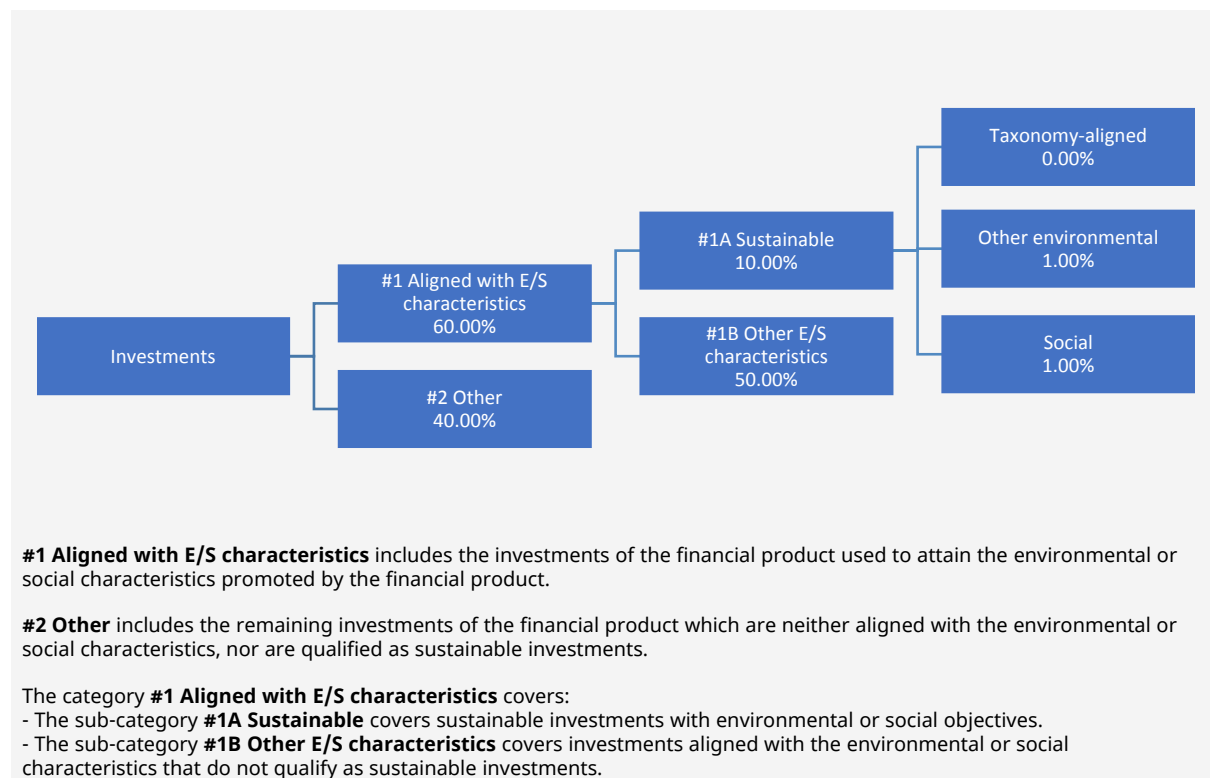 Investments
#1 Aligned with E/S
characteristics
60.00%
#2 Other
40.00%
#1A Sustainable
10.00%
#1B Other E/S
characteristics
50.00%
Taxonomy-aligned
0.00%
Other environmental
1.00%
Social
1.00%
#1 Aligned with E/S characteristics includes the investments of the financial product used to attain the environmental or
social characteristics promoted by the financial product.
#2 Other includes the remaining investments of the financial product which are neither aligned with the environmental or
social characteristics, nor are qualified as sustainable investments.
The category #1 Aligned with E/S characteristics covers:
- The sub-category #1A Sustainable covers sustainable investments with environmental or social objectives.
- The sub-category #1B Other E/S characteristics covers investments aligned with the environmental or social
characteristics that do not qualify as sustainable investments.